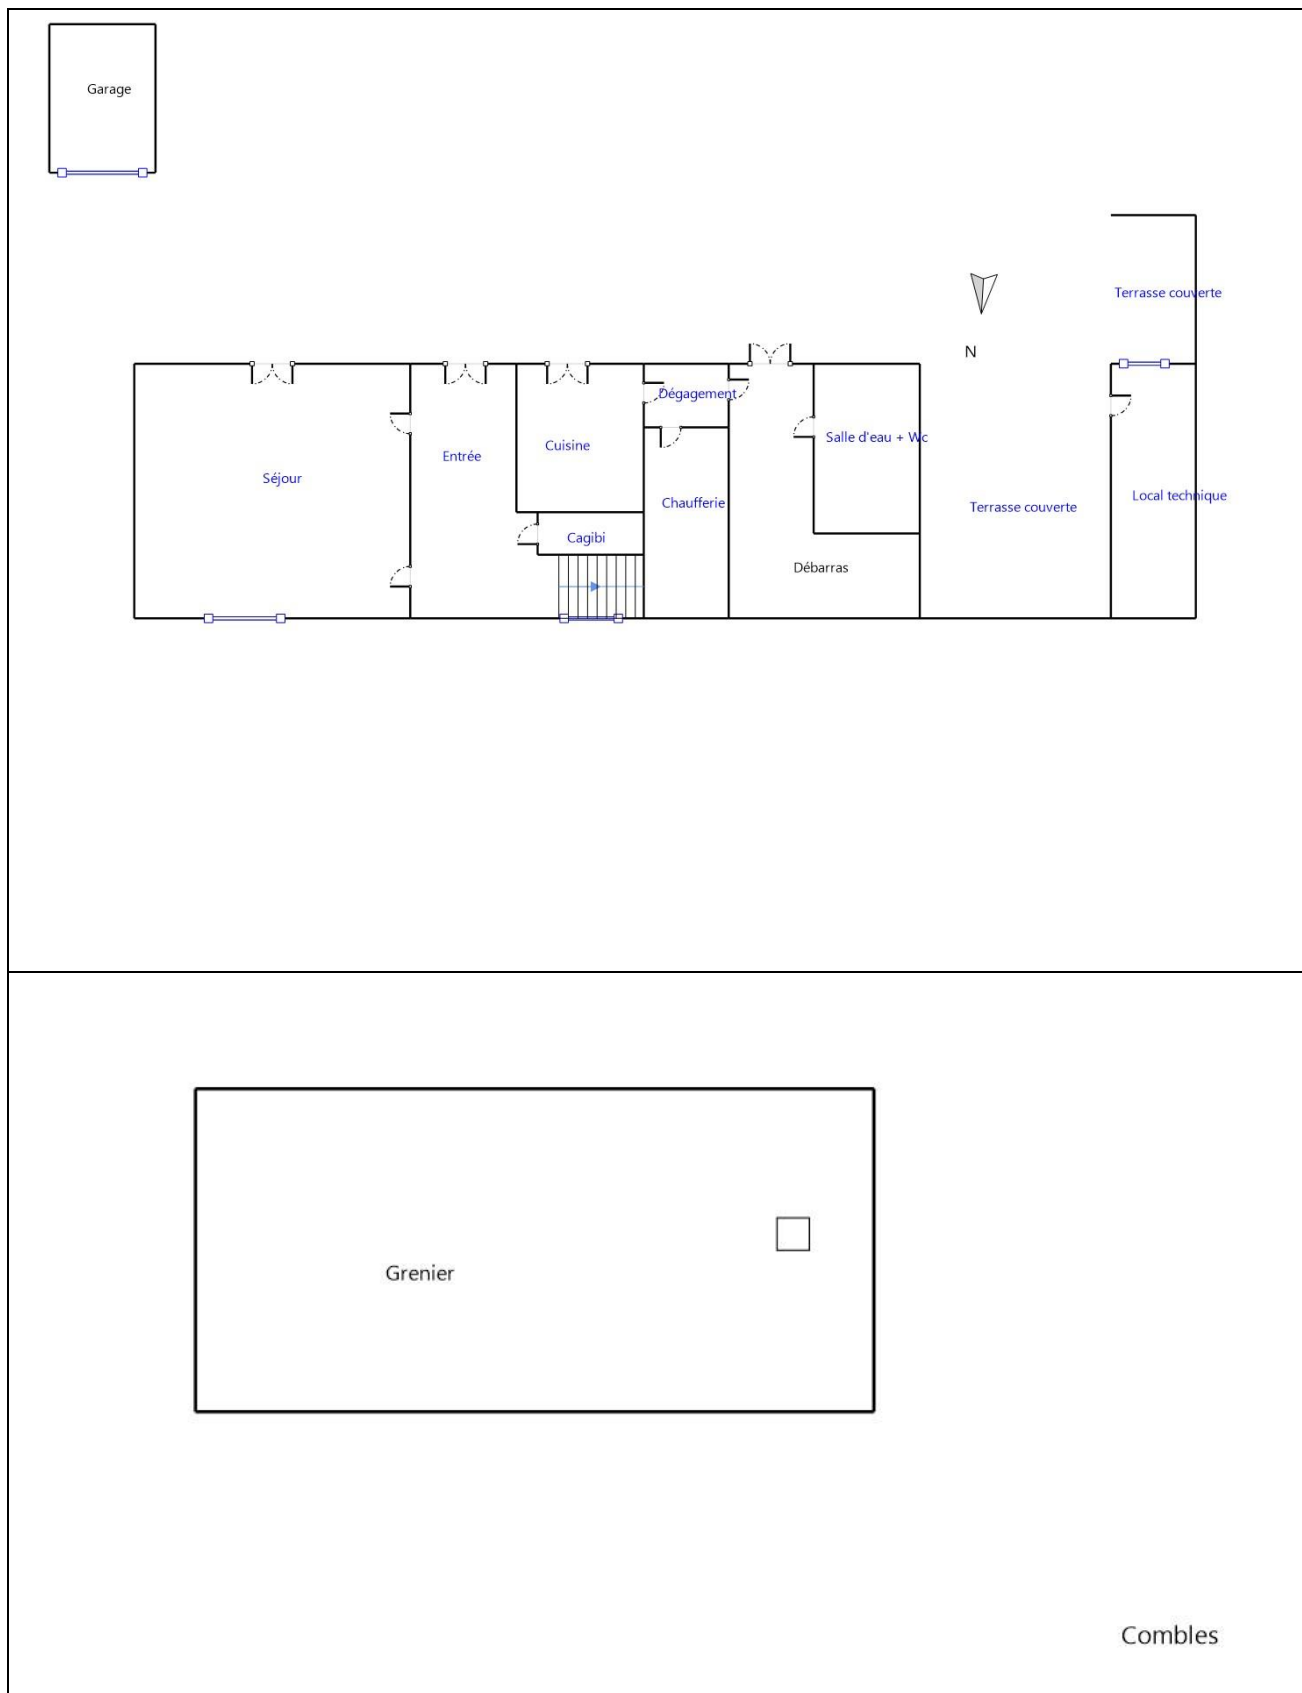 Garage
Terrasse couverte
N
Dégagement
Salle d'eau + Wc
Cuisine
Entrée
Séjour
Chaufferie
Local technique
Terrasse couverte
Cagibi
Débarras
Grenier
Combles